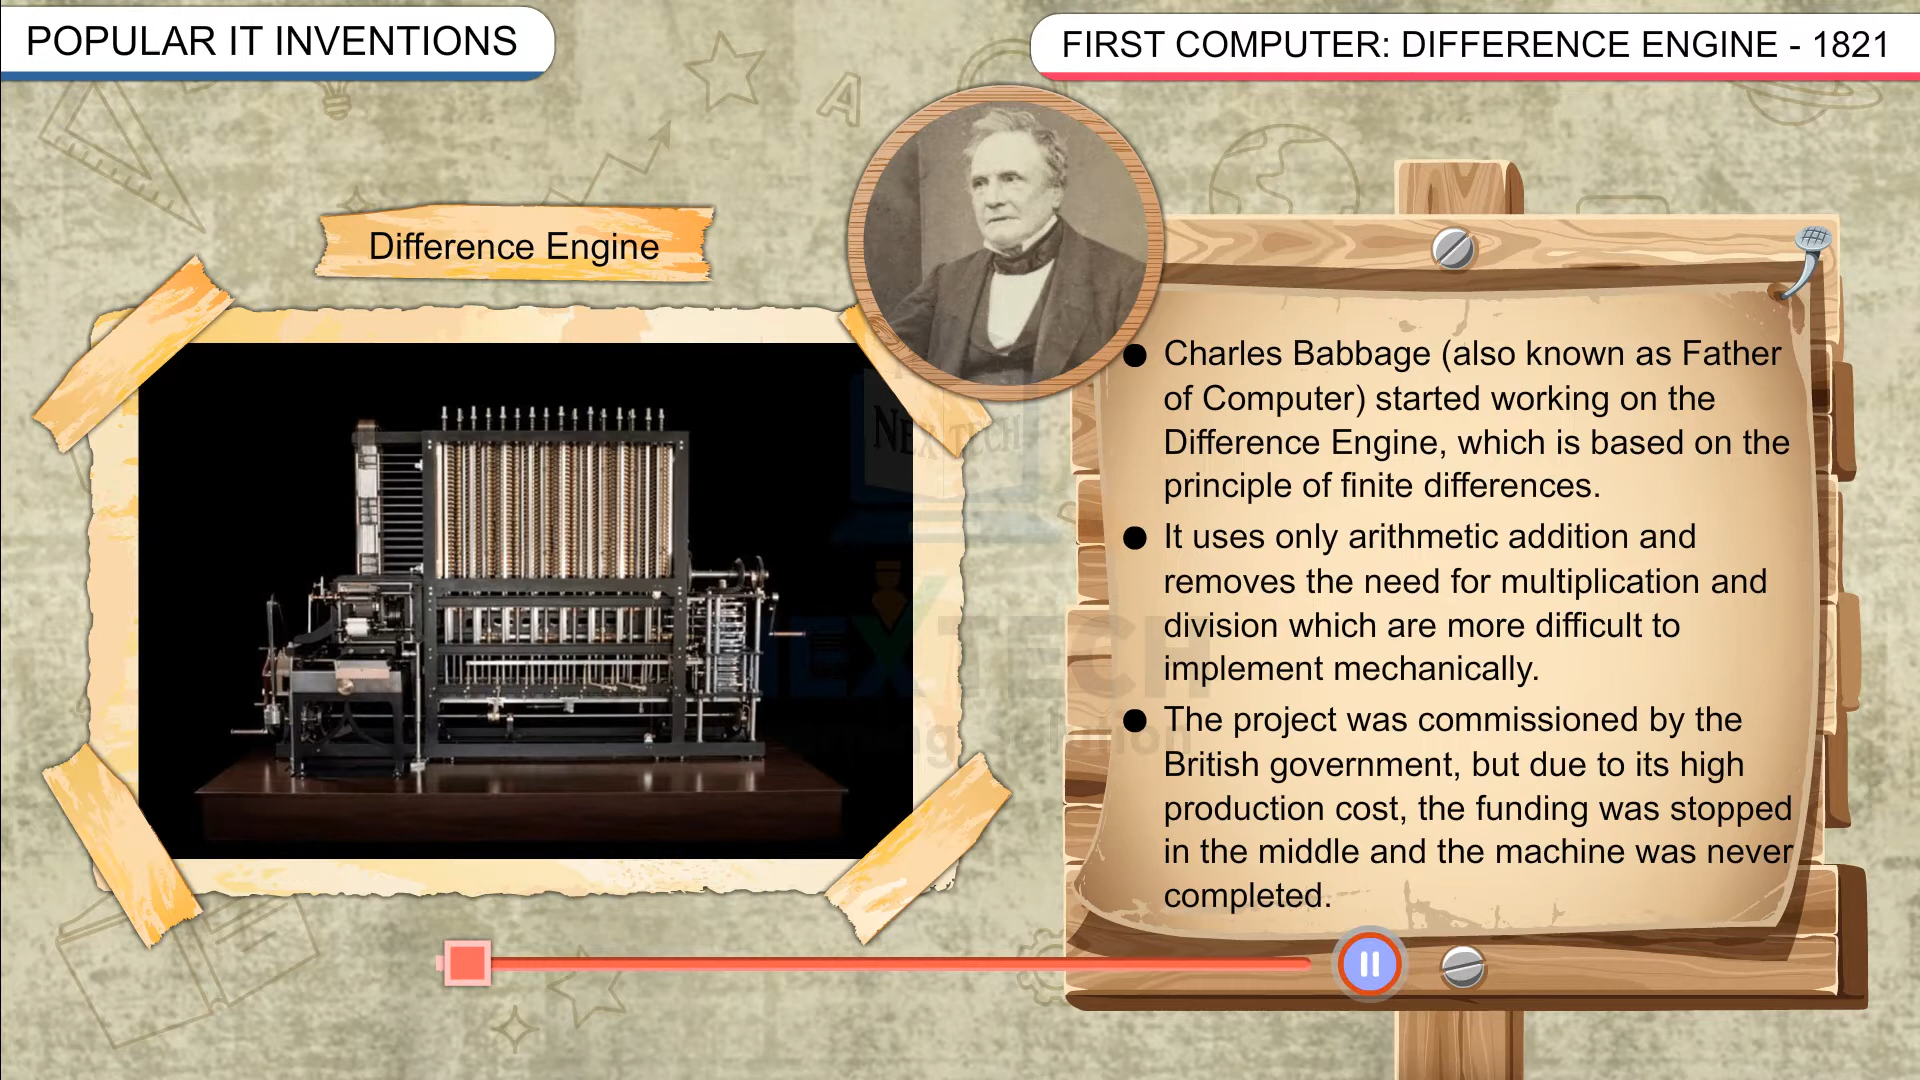 POPULAR IT INVENTIONS
FIRST COMPUTER: DIFFERENCE ENGINE - 1821
Difference Engine
● Charles Babbage (also known as Father
of Computer) started working on the
Difference Engine, which is based on the
principle of finite differences.
● It uses only arithmetic addition and
removes the need for multiplication and
division which are more difficult to
implement mechanically.
● The project was commissioned by the
British government, but due to its high
production cost, the funding was stopped
in the middle and the machine was never
completed.
NEX TECH
NEXTECH